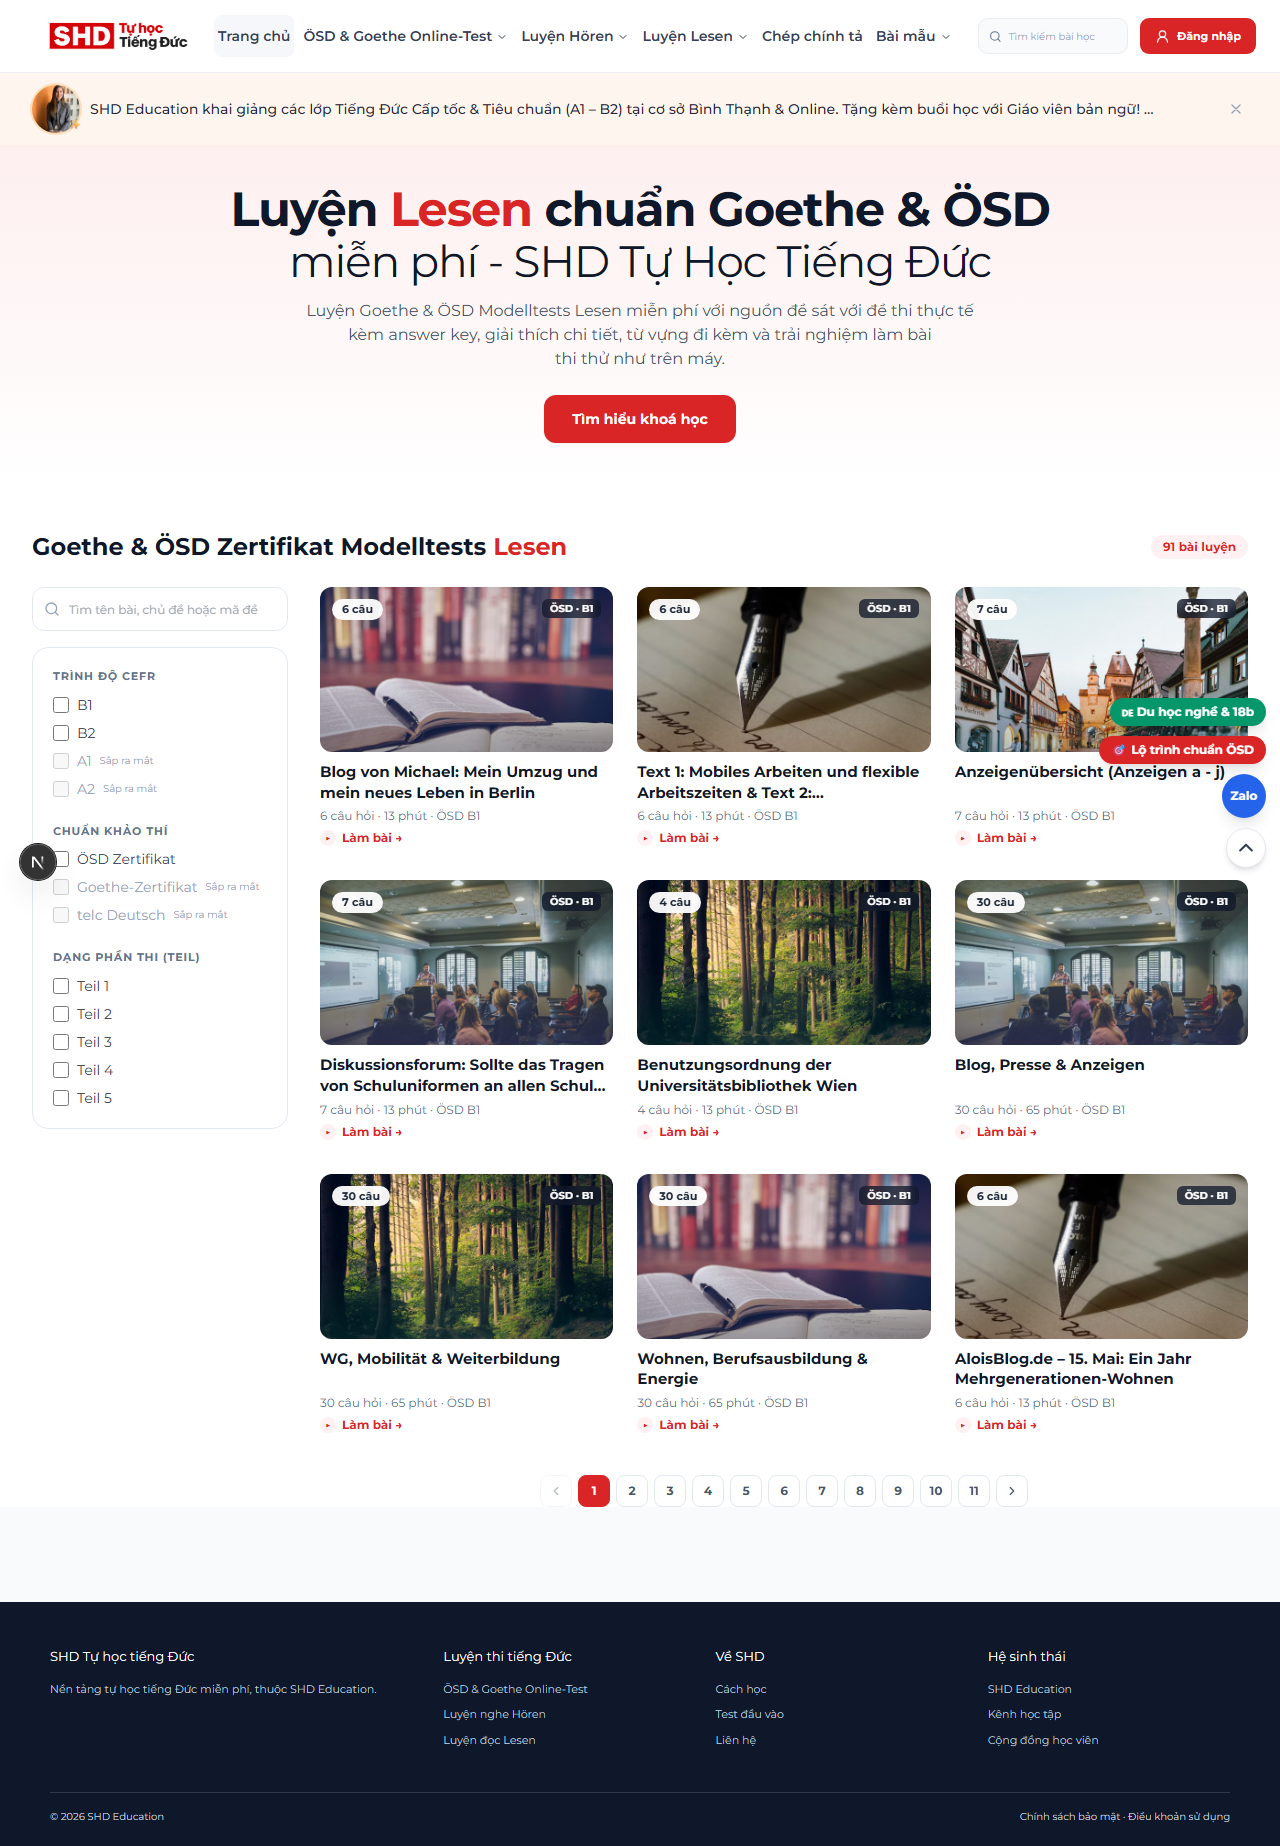 SHD Tự học
Tiếng Đức
Trang chủ
ÖSD & Goethe Online-Test
Luyện Hören
Luyện Lesen
Chép chính tả
Bài mẫu
Tìm kiếm bài học
Đăng nhập
SHD Education khai giảng các lớp Tiếng Đức Cấp tốc & Tiêu chuẩn (A1 – B2) tại cơ sở Bình Thạnh & Online. Tặng kèm buổi học với Giáo viên bản ngữ! ...
Luyện Lesen chuẩn Goethe & ÖSD
miễn phí - SHD Tự Học Tiếng Đức
Luyện Goethe & ÖSD Modelltests Lesen miễn phí với nguồn đề sát với đề thi thực tế
kèm answer key, giải thích chi tiết, từ vựng đi kèm và trải nghiệm làm bài
thi thử như trên máy.
Tìm hiểu khoá học
Goethe & ÖSD Zertifikat Modelltests Lesen
91 bài luyện
Tìm tên bài, chủ đề hoặc mã đề
TRÌNH ĐỘ CEFR
B1
B2
A1 Sắp ra mắt
A2 Sắp ra mắt
CHUẨN KHẢO THÍ
ÖSD Zertifikat
Goethe-Zertifikat Sắp ra mắt
telc Deutsch Sắp ra mắt
DẠNG PHẦN THI (TEIL)
Teil 1
Teil 2
Teil 3
Teil 4
Teil 5
N
6 câu
ÖSD • B1
Blog von Michael: Mein Umzug und
mein neues Leben in Berlin
6 câu hỏi · 13 phút · ÖSD B1
Làm bài →
6 câu
ÖSD • B1
Text 1: Mobiles Arbeiten und flexible
Arbeitszeiten & Text 2:...
6 câu hỏi · 13 phút · ÖSD B1
Làm bài →
7 câu
ÖSD • B1
Anzeigenübersicht (Anzeigen a - j)
7 câu hỏi · 13 phút · ÖSD B1
Làm bài →
DE Du học nghề & 18b
Lộ trình chuẩn ÖSD
Zalo
7 câu
ÖSD • B1
Diskussionsforum: Sollte das Tragen
von Schuluniformen an allen Schul...
7 câu hỏi · 13 phút · ÖSD B1
Làm bài →
4 câu
ÖSD • B1
Benutzungsordnung der
Universitätsbibliothek Wien
4 câu hỏi · 13 phút · ÖSD B1
Làm bài →
30 câu
ÖSD • B1
Blog, Presse & Anzeigen
30 câu hỏi · 65 phút · ÖSD B1
Làm bài →
30 câu
ÖSD • B1
WG, Mobilität & Weiterbildung
30 câu hỏi · 65 phút · ÖSD B1
Làm bài →
30 câu
ÖSD • B1
Wohnen, Berufsausbildung &
Energie
30 câu hỏi · 65 phút · ÖSD B1
Làm bài →
6 câu
ÖSD • B1
AloisBlog.de – 15. Mai: Ein Jahr
Mehrgenerationen-Wohnen
6 câu hỏi · 13 phút · ÖSD B1
Làm bài →
1 2 3 4 5 6 7 8 9 10 11
SHD Tự học tiếng Đức
Nền tảng tự học tiếng Đức miễn phí, thuộc SHD Education.
Luyện thi tiếng Đức
ÖSD & Goethe Online-Test
Luyện nghe Hören
Luyện đọc Lesen
Về SHD
Cách học
Test đầu vào
Liên hệ
Hệ sinh thái
SHD Education
Kênh học tập
Cộng đồng học viên
© 2026 SHD Education
Chính sách bảo mật · Điều khoản sử dụng